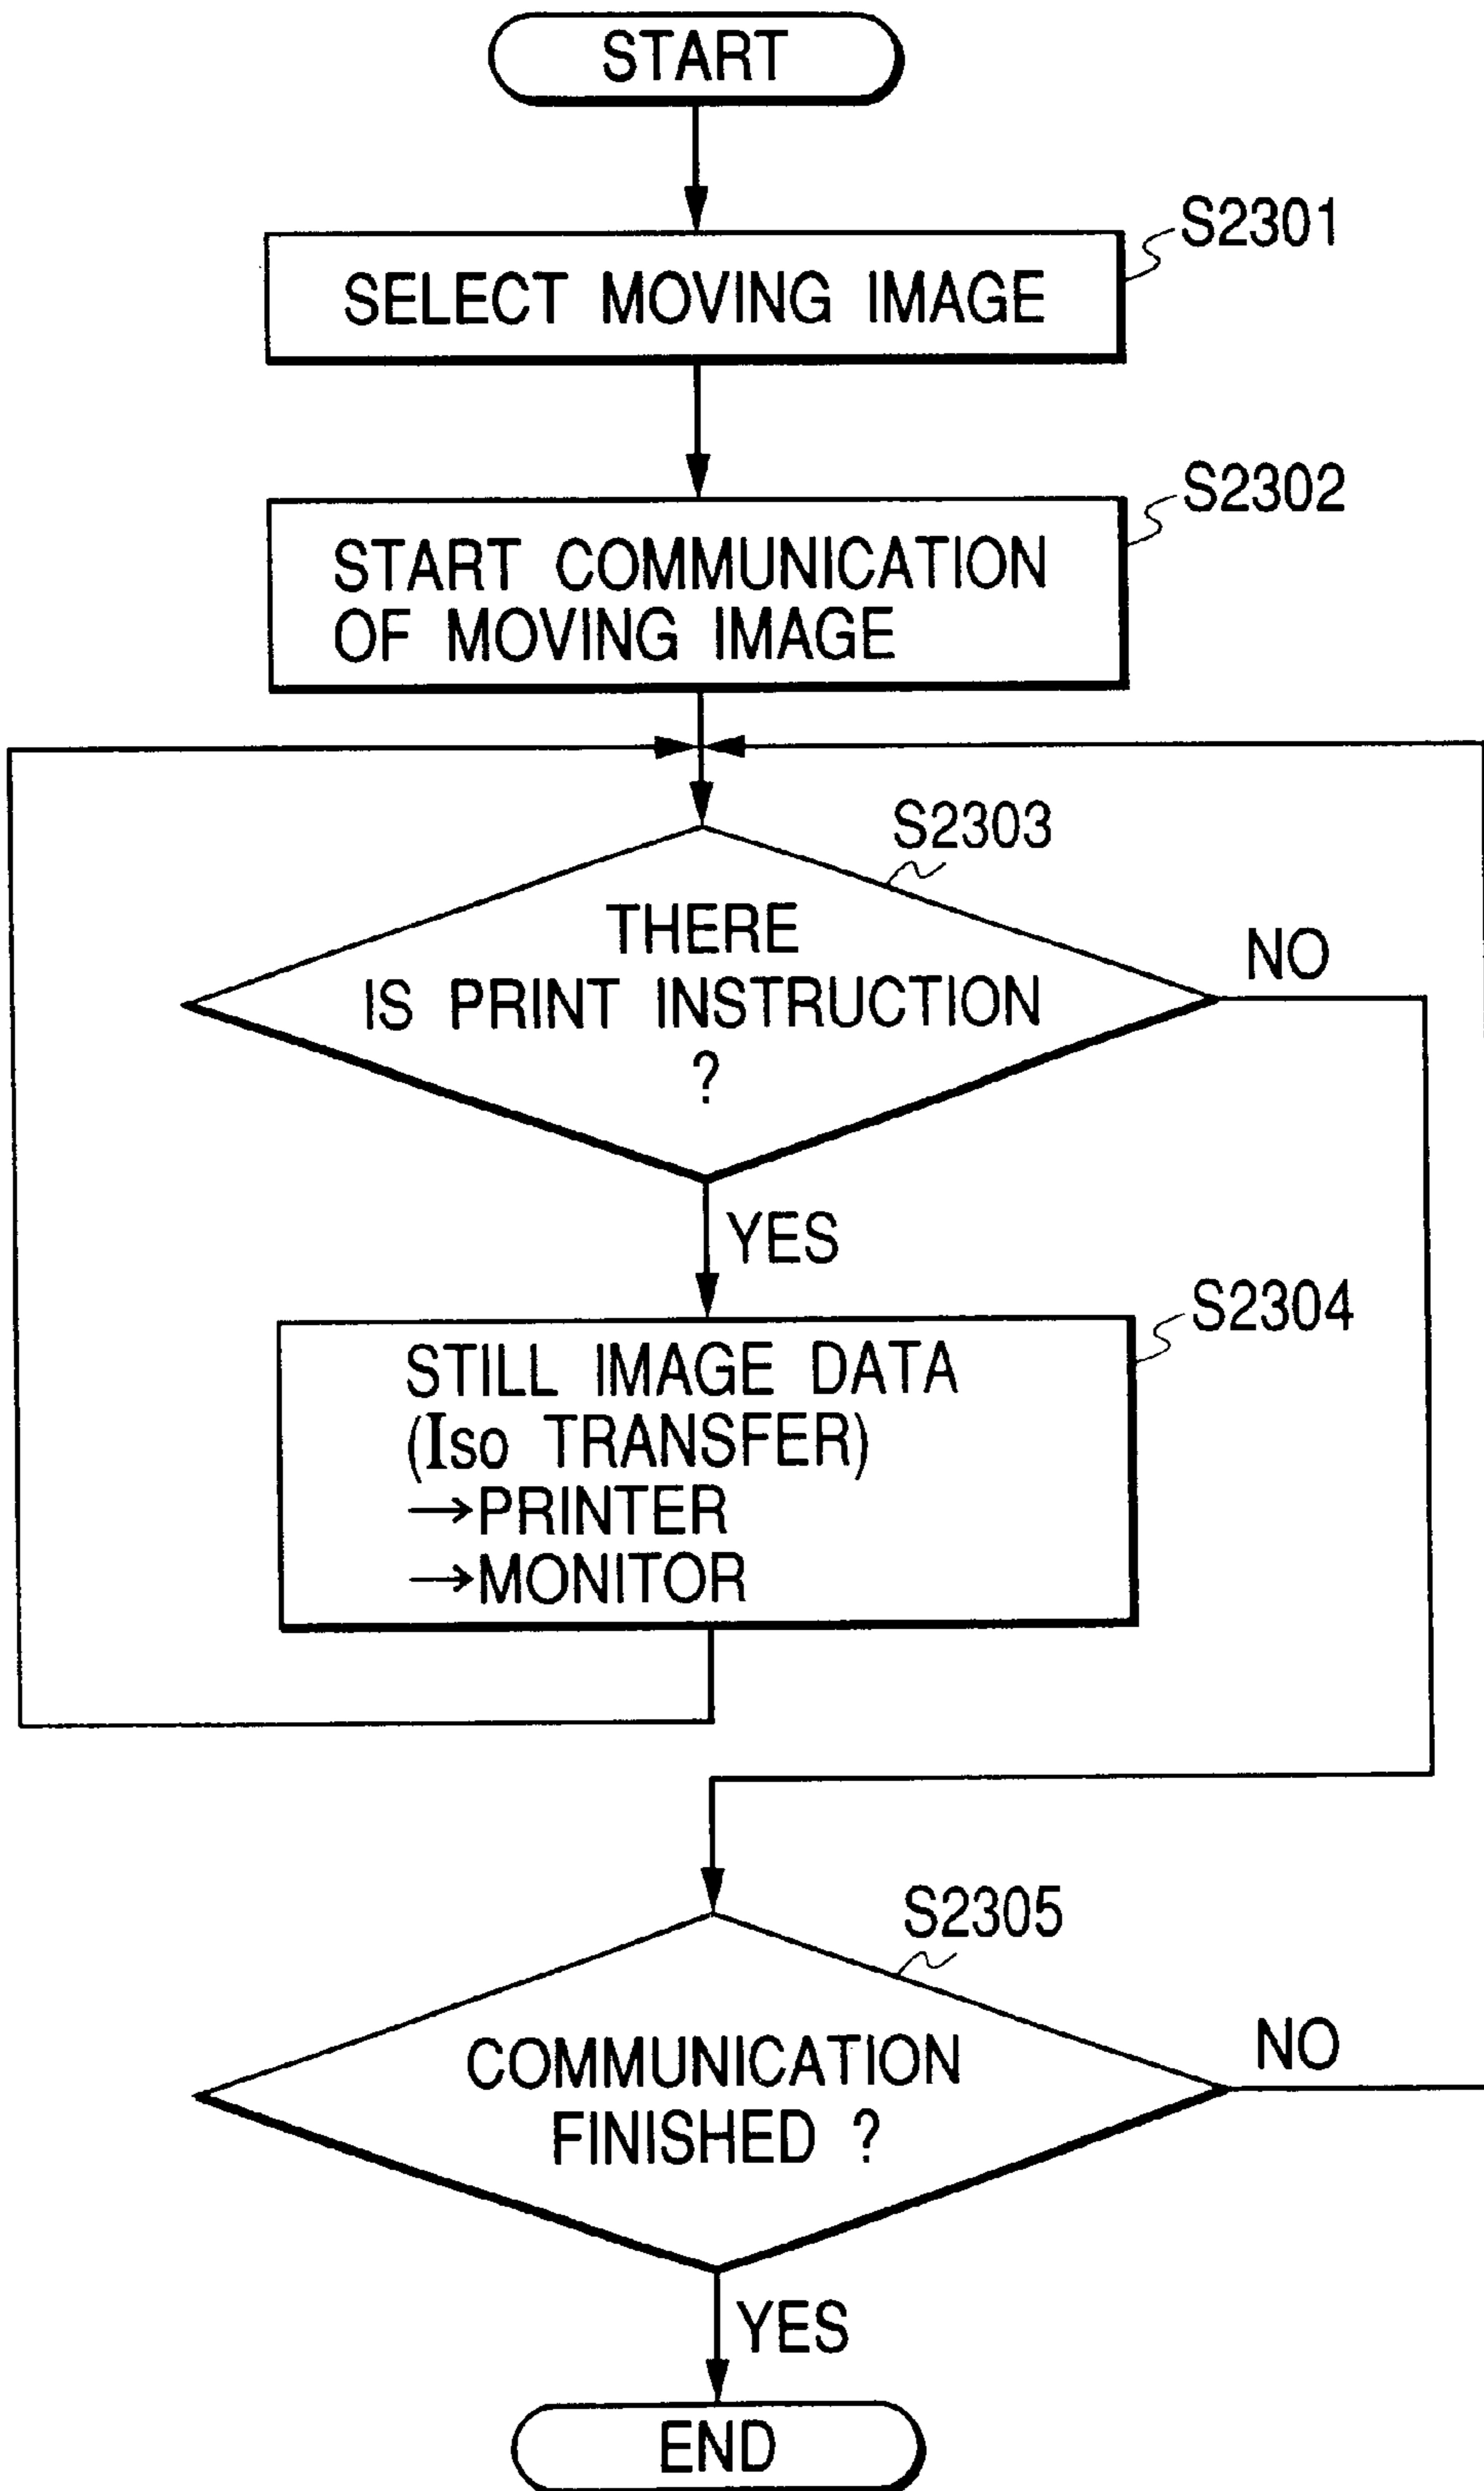 START
S2301
SELECT MOVING IMAGE
S2302
START COMMUNICATION
OF MOVING IMAGE
S2303
THERE
IS PRINT INSTRUCTION
?
NO
YES
S2304
STILL IMAGE DATA
(Iso TRANSFER)
→PRINTER
→MONITOR
S2305
COMMUNICATION
FINISHED ?
NO
YES
END